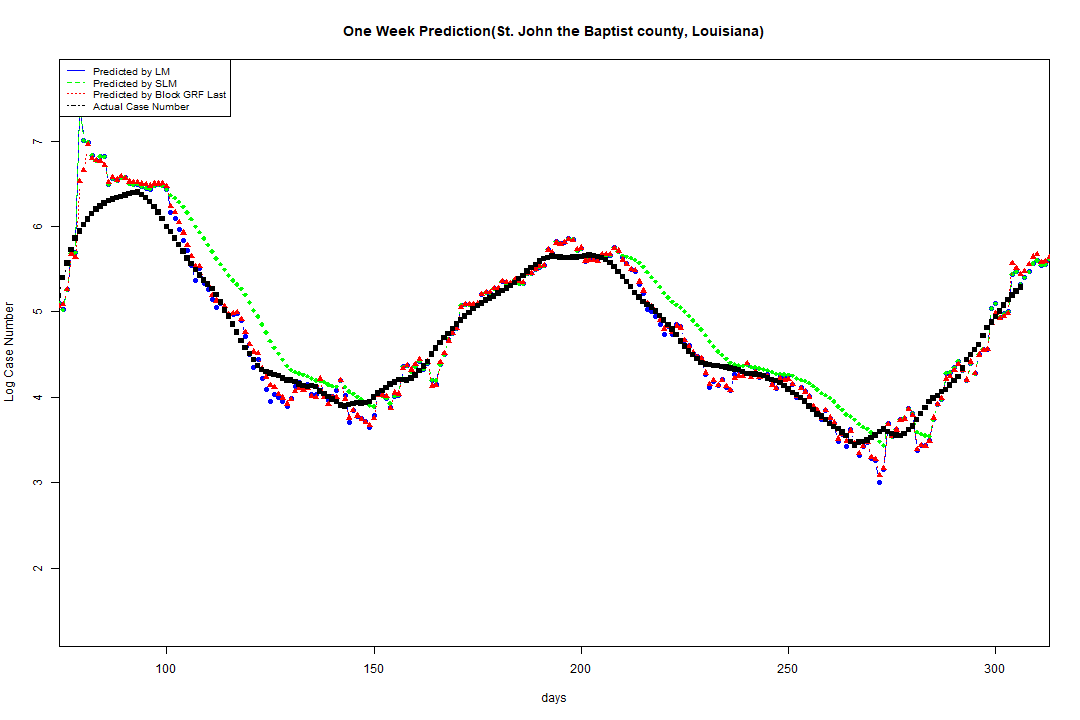 One Week Prediction(St. John the Baptist county, Louisiana)
Predicted by LM
Predicted by SLM
Predicted by Block GRF Last
Actual Case Number
Log Case Number
7
6
5
4
3
2
100 150 200 250 300
days